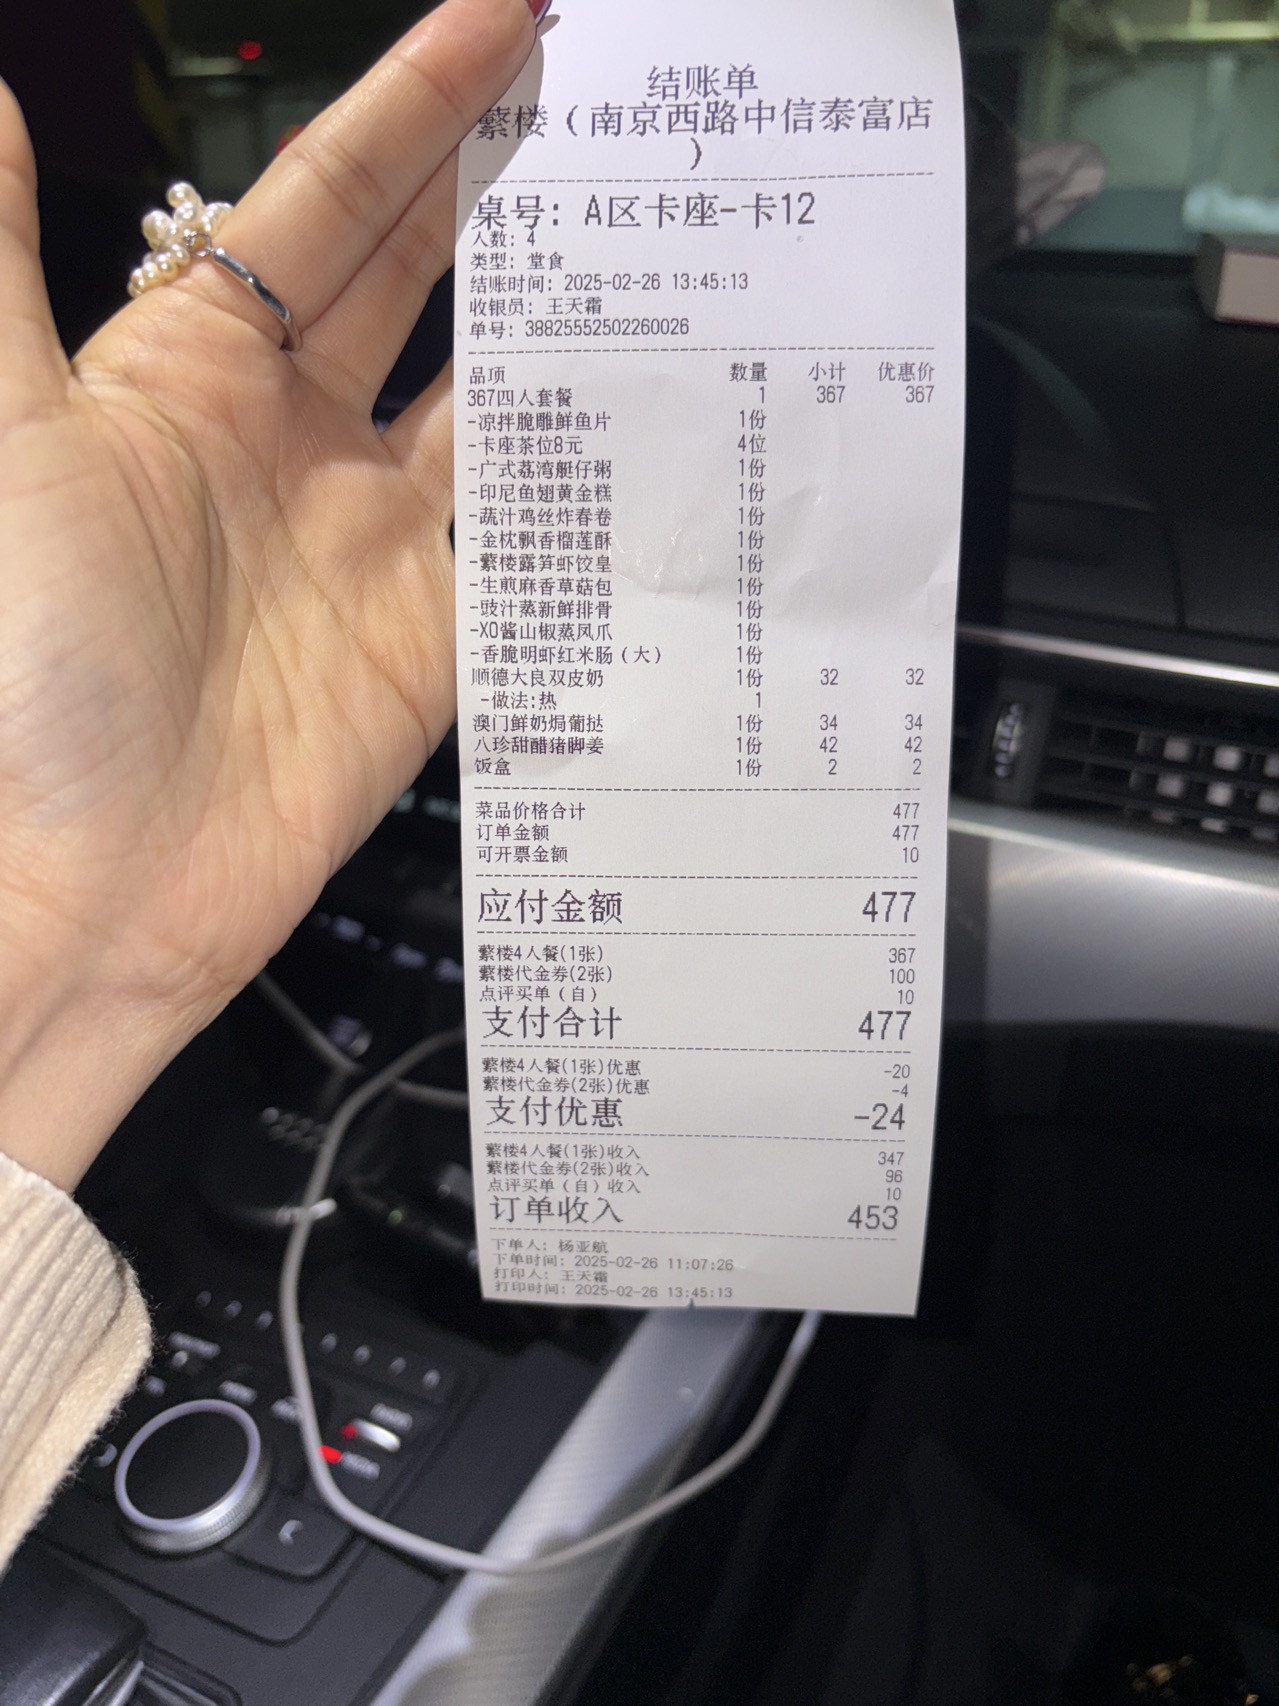 结账单
蘩楼（南京西路中信泰富店
）
桌号: A区卡座-卡12
人数: 4
类型: 堂食
结账时间: 2025-02-26 13:45:13
收银员: 王天霜
单号: 38825552502260026
品项 数量 小计 优惠价
367四人套餐 1 367 367
-凉拌脆雕鲜鱼片 1份
-卡座茶位8元 4位
-广式荔湾艇仔粥 1份
-印尼鱼翅黄金糕 1份
-蔬汁鸡丝炸春卷 1份
-金枕飘香榴莲酥 1份
-蘩楼露笋虾饺皇 1份
-生煎麻香草菇包 1份
-豉汁蒸新鲜排骨 1份
-XO酱山椒蒸凤爪 1份
-香脆明虾红米肠（大） 1份
顺德大良双皮奶 1份 32 32
-做法:热 1
澳门鲜奶焗葡挞 1份 34 34
八珍甜醋猪脚姜 1份 42 42
饭盒 1份 2 2
菜品价格合计 477
订单金额 477
可开票金额 10
应付金额 477
蘩楼4人餐(1张) 367
蘩楼代金券(2张) 100
点评买单（自） 10
支付合计 477
蘩楼4人餐(1张)优惠 -20
蘩楼代金券(2张)优惠 -4
支付优惠 -24
蘩楼4人餐(1张)收入 347
蘩楼代金券(2张)收入 96
点评买单（自）收入 10
订单收入 453
下单人: 杨亚航
下单时间: 2025-02-26 11:07:26
打印人: 王天霜
打印时间: 2025-02-26 13:45:13